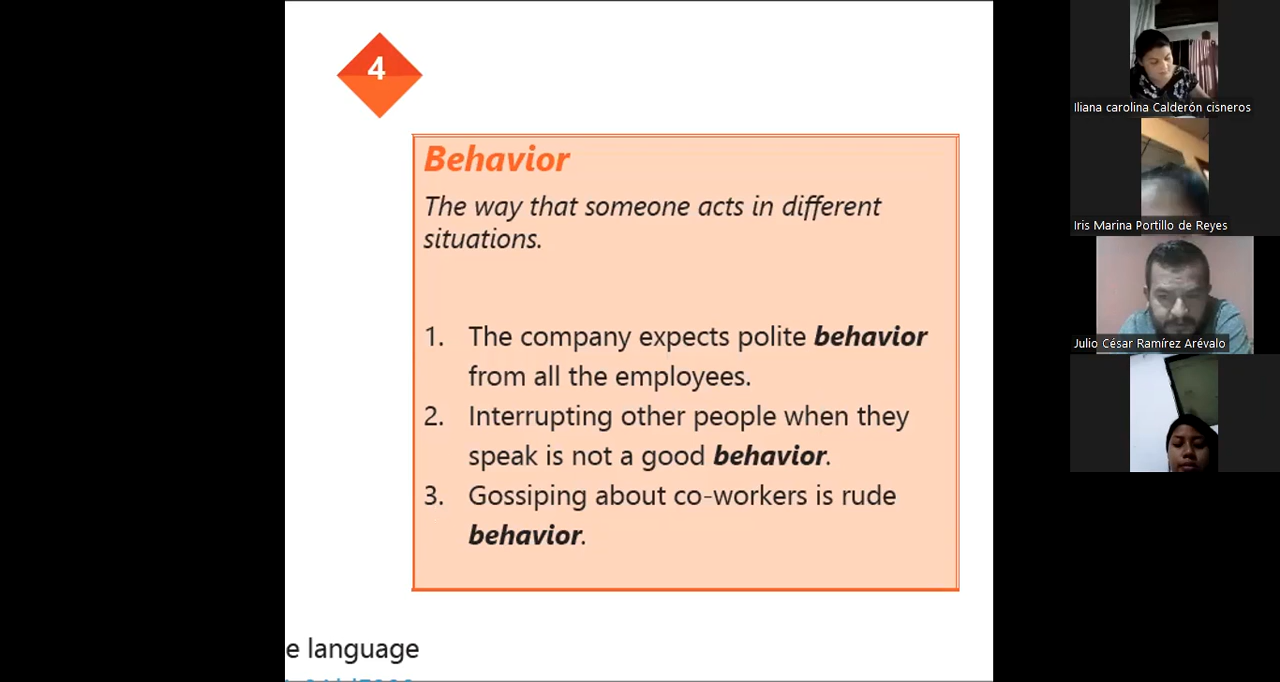 4
Behavior
The way that someone acts in different
situations.
1. The company expects polite behavior
from all the employees.
2. Interrupting other people when they
speak is not a good behavior.
3. Gossiping about co-workers is rude
behavior.
e language
Iliana carolina Calderón cisneros
Iris Marina Portillo de Reyes
Julio César Ramírez Arévalo